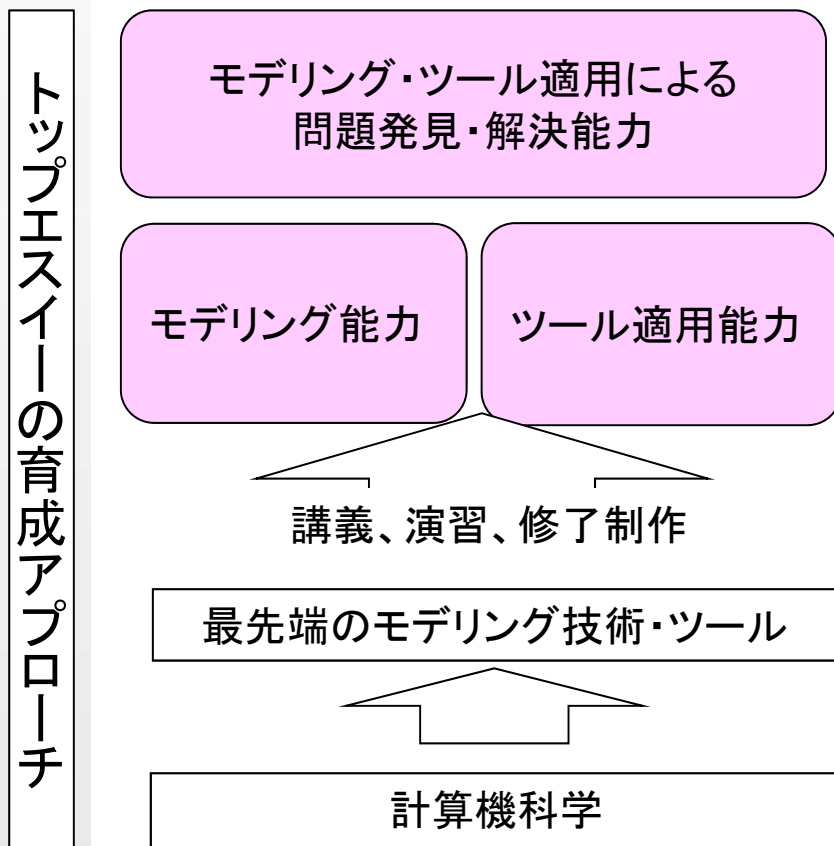 トップエスイーの育成アプローチ
モデリング・ツール適用による
問題発見・解決能力
モデリング能力
ツール適用能力
講義、演習、修了制作
最先端のモデリング技術・ツール
計算機科学